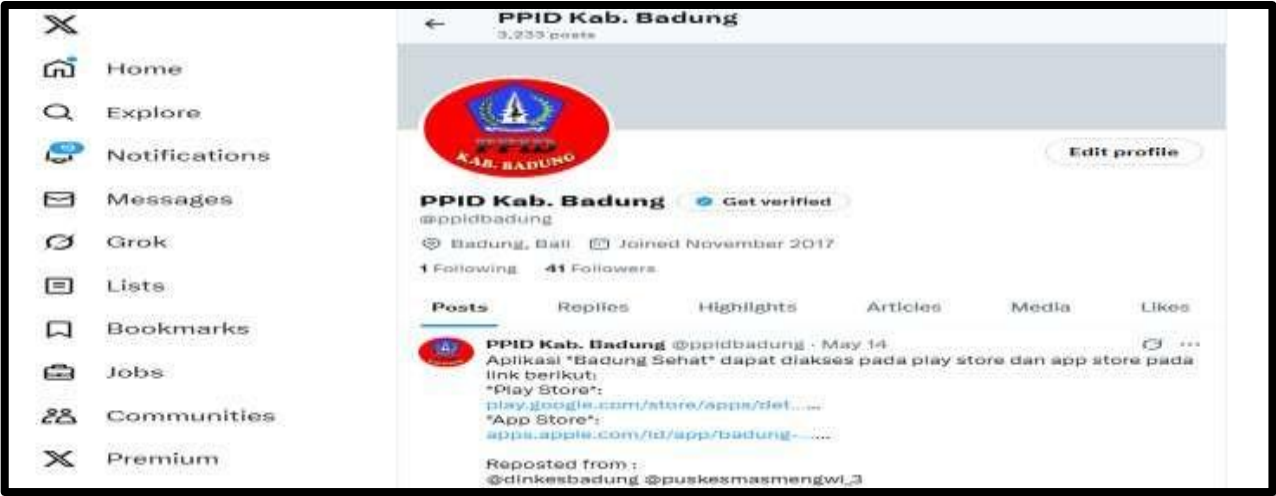 PPID Kab. Badung
3,233 posts
Home
Explore
Notifications
Messages
Grok
Lists
Bookmarks
Jobs
Communities
Premium
PPID
KAB. BADUNG
Edit profile
PPID Kab. Badung Get verified
@ppidbadung
Badung, Bali Joined November 2017
1 Following 41 Followers
Posts Replies Highlights Articles Media Likes
PPID Kab. Badung @ppidbadung · May 14
Aplikasi *Badung Sehat* dapat diakses pada play store dan app store pada
link berikut:
*Play Store*:
play.google.com/store/apps/det......
*App Store*:
apps.apple.com/id/app/badung-......
Reposted from :
@dinkesbadung @puskesmasmengwi_3